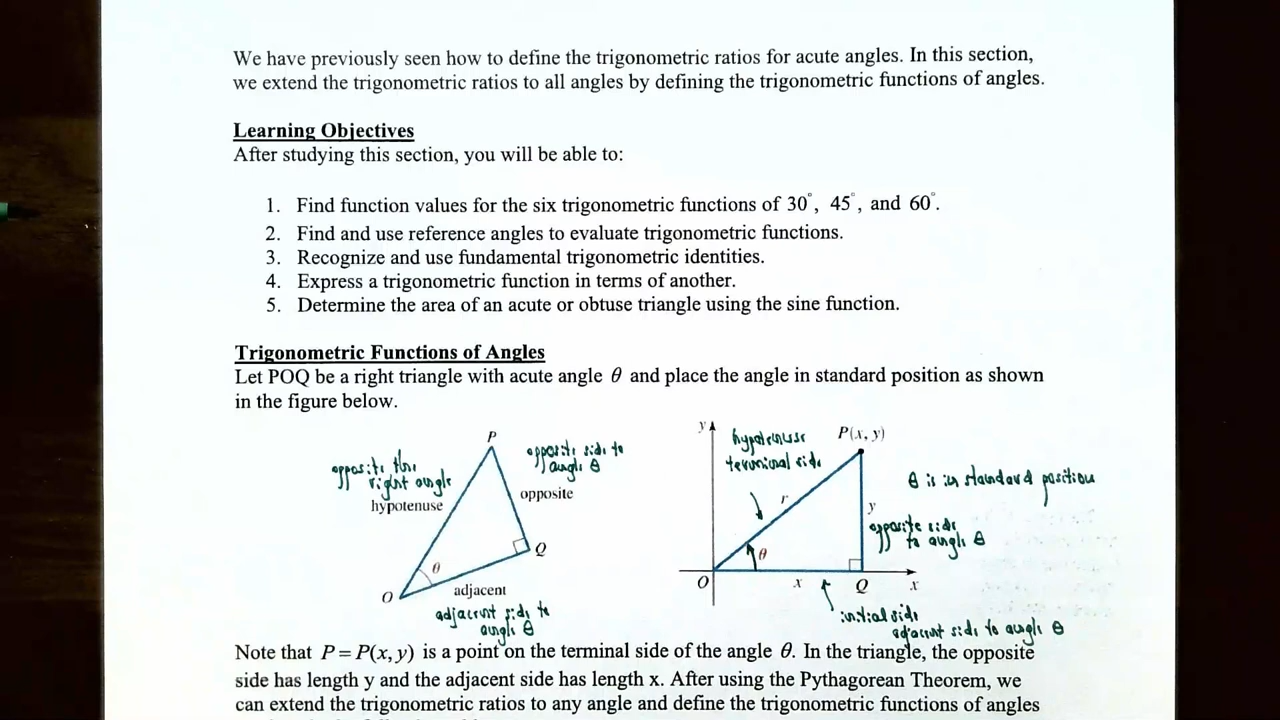 We have previously seen how to define the trigonometric ratios for acute angles. In this section,
we extend the trigonometric ratios to all angles by defining the trigonometric functions of angles.
Learning Objectives
After studying this section, you will be able to:
1. Find function values for the six trigonometric functions of 30°, 45°, and 60°.
2. Find and use reference angles to evaluate trigonometric functions.
3. Recognize and use fundamental trigonometric identities.
4. Express a trigonometric function in terms of another.
5. Determine the area of an acute or obtuse triangle using the sine function.
Trigonometric Functions of Angles
Let POQ be a right triangle with acute angle θ and place the angle in standard position as shown
in the figure below.
P
opposite the
right angle
hypotenuse
opposite side to
angle θ
opposite
Q
θ
O
adjacent
adjacent side to
angle θ
y
hypotenuse
terminal side
P(x, y)
θ is in standard position
r
y
opposite side
to angle θ
θ
O
x
Q
x
initial side
adjacent side to angle θ
Note that P = P(x, y) is a point on the terminal side of the angle θ. In the triangle, the opposite
side has length y and the adjacent side has length x. After using the Pythagorean Theorem, we
can extend the trigonometric ratios to any angle and define the trigonometric functions of angles